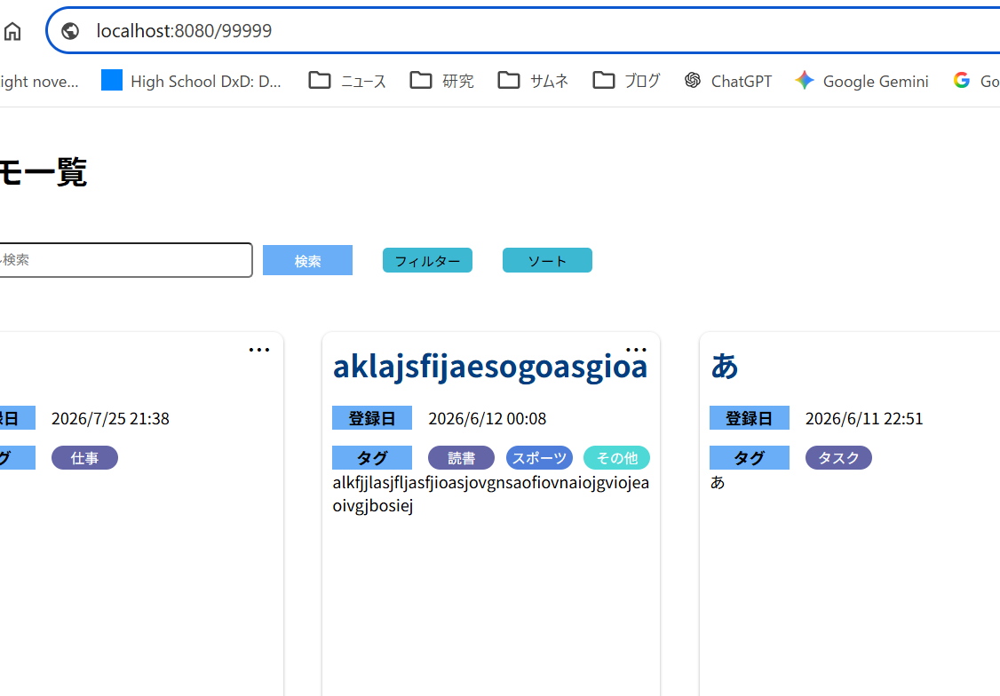 localhost:8080/99999
ight nove... High School DxD: D... ニュース 研究 サムネ ブログ ChatGPT Google Gemini Go
モ一覧
検索 検索 フィルター ソート
...
録日 2026/7/25 21:38
グ 仕事
...
aklajsfijaesogoasgioa
登録日 2026/6/12 00:08
タグ 読書 スポーツ その他
alkfjjlasjfljasfjioasjovgnsaofiovnaiojgviojea
oivgjbosiej
あ
登録日 2026/6/11 22:51
タグ タスク
あ